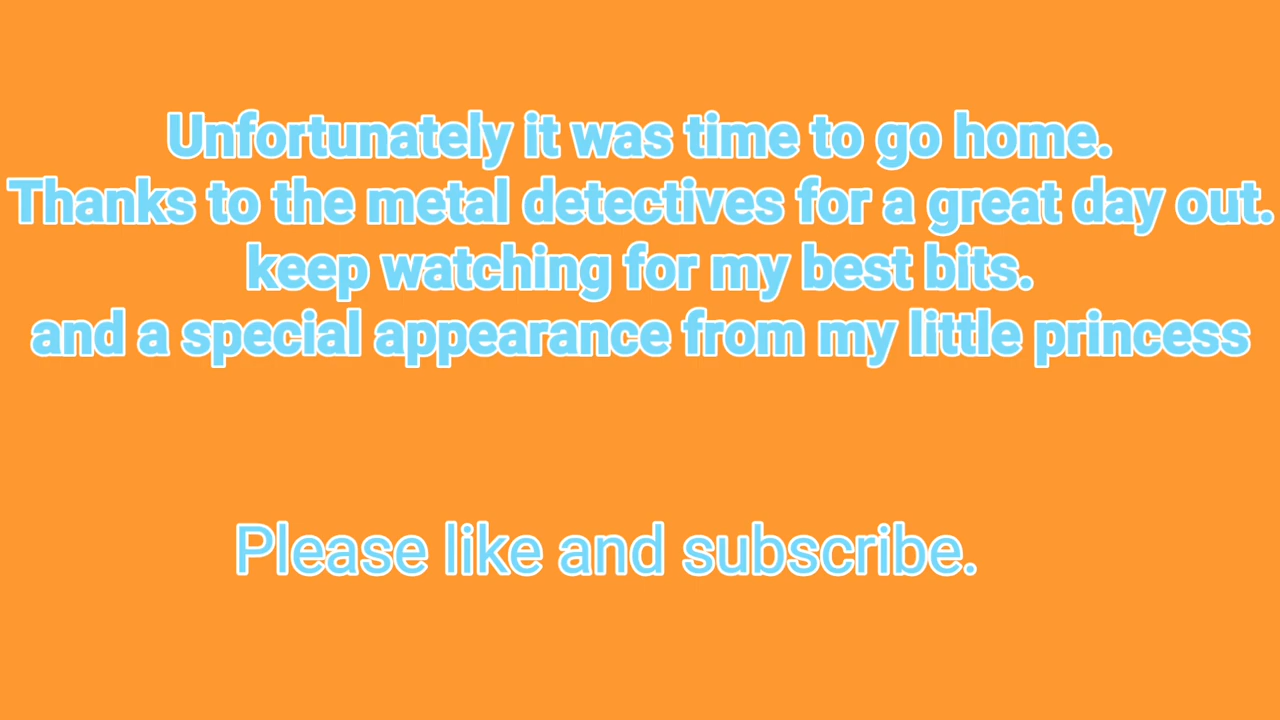 Unfortunately it was time to go home.
Thanks to the metal detectives for a great day out.
keep watching for my best bits.
and a special appearance from my little princess
Please like and subscribe.